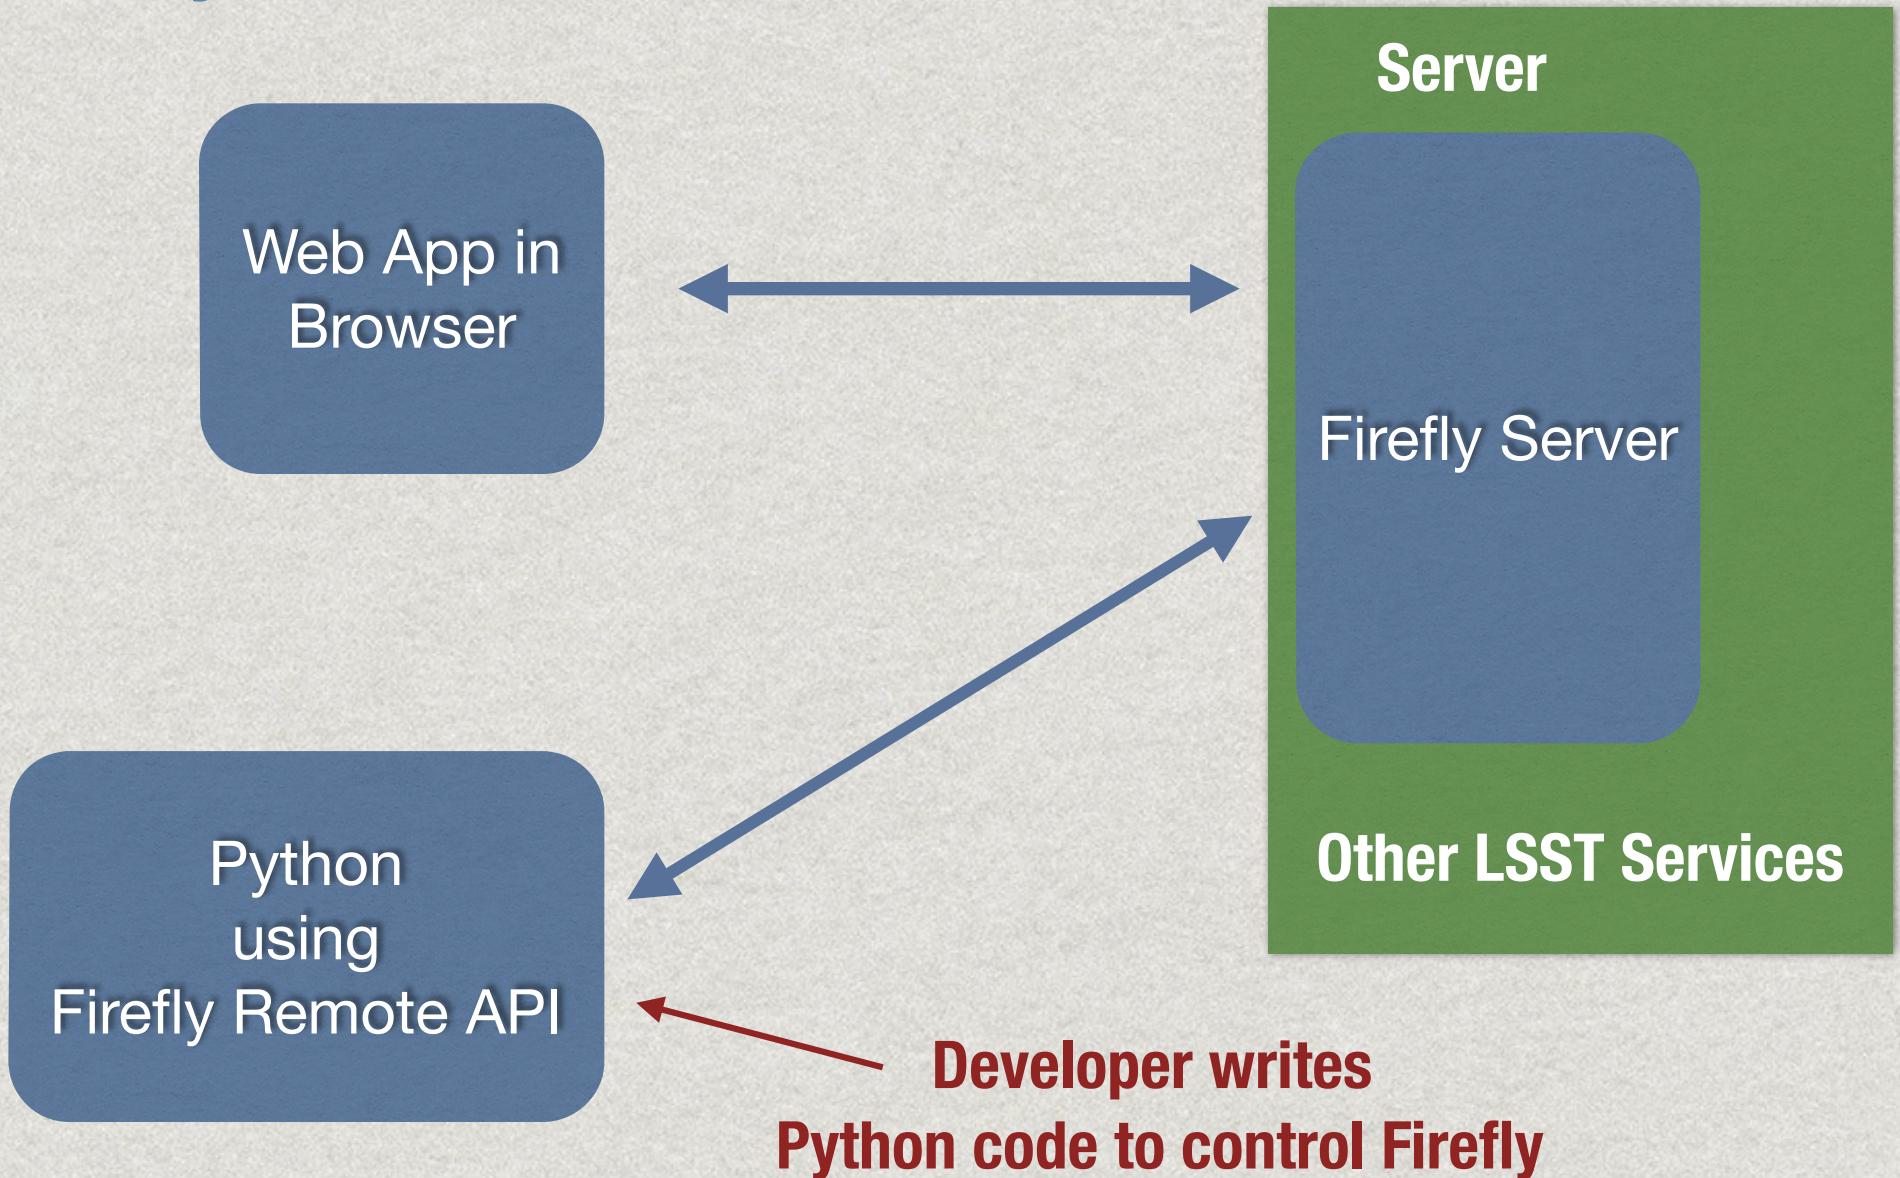 Server
Web App in
Browser
Firefly Server
Other LSST Services
Python
using
Firefly Remote API
Developer writes
Python code to control Firefly